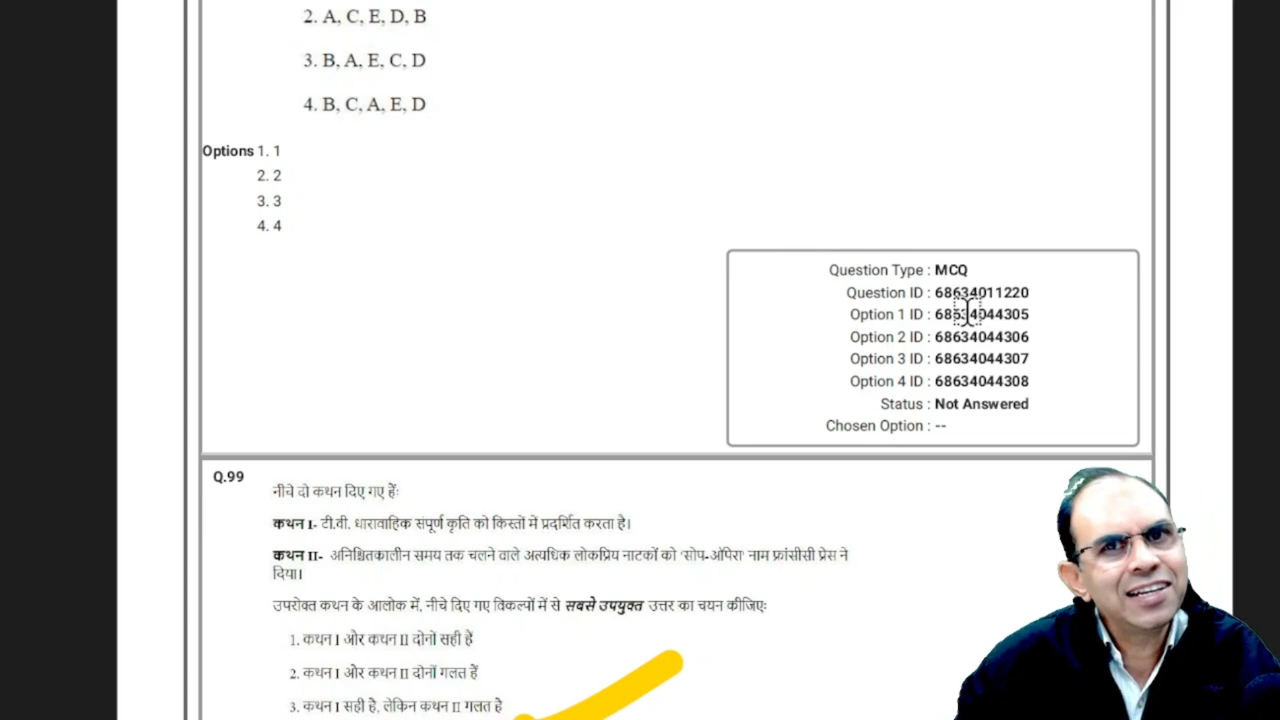 2. A, C, E, D, B
3. B, A, E, C, D
4. B, C, A, E, D
Options 1. 1
2. 2
3. 3
4. 4
Question Type : MCQ
Question ID : 68634011220
Option 1 ID : 68634044305
Option 2 ID : 68634044306
Option 3 ID : 68634044307
Option 4 ID : 68634044308
Status : Not Answered
Chosen Option : --
Q.99
नीचे दो कथन दिए गए हैं:
कथन I- टी.वी. धारावाहिक संपूर्ण कृति को किस्तों में प्रदर्शित करता है।
कथन II- अनिश्चितकालीन समय तक चलने वाले अत्यधिक लोकप्रिय नाटकों को 'सोप-ऑपेरा' नाम फ्रांसीसी प्रेस ने
दिया।
उपरोक्त कथन के आलोक में, नीचे दिए गए विकल्पों में से सबसे उपयुक्त उत्तर का चयन कीजिए:
1. कथन I और कथन II दोनों सही हैं
2. कथन I और कथन II दोनों गलत हैं
3. कथन I सही है, लेकिन कथन II गलत है